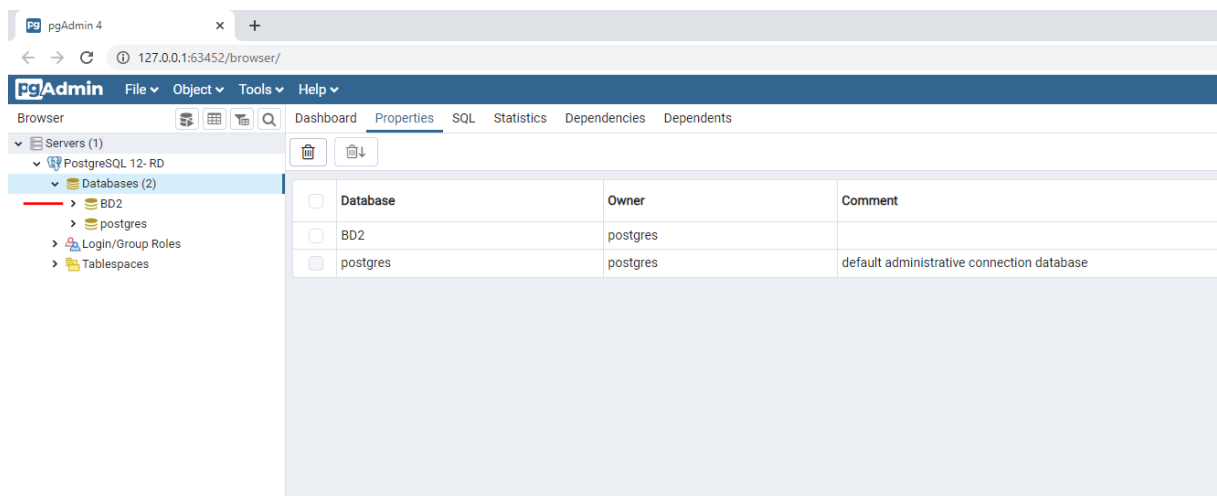 pgAdmin 4
127.0.0.1:63452/browser/
pgAdmin File Object Tools Help
Browser
Dashboard Properties SQL Statistics Dependencies Dependents
Servers (1)
PostgreSQL 12- RD
Databases (2)
BD2
postgres
Login/Group Roles
Tablespaces
Database Owner Comment
BD2 postgres
postgres postgres default administrative connection database